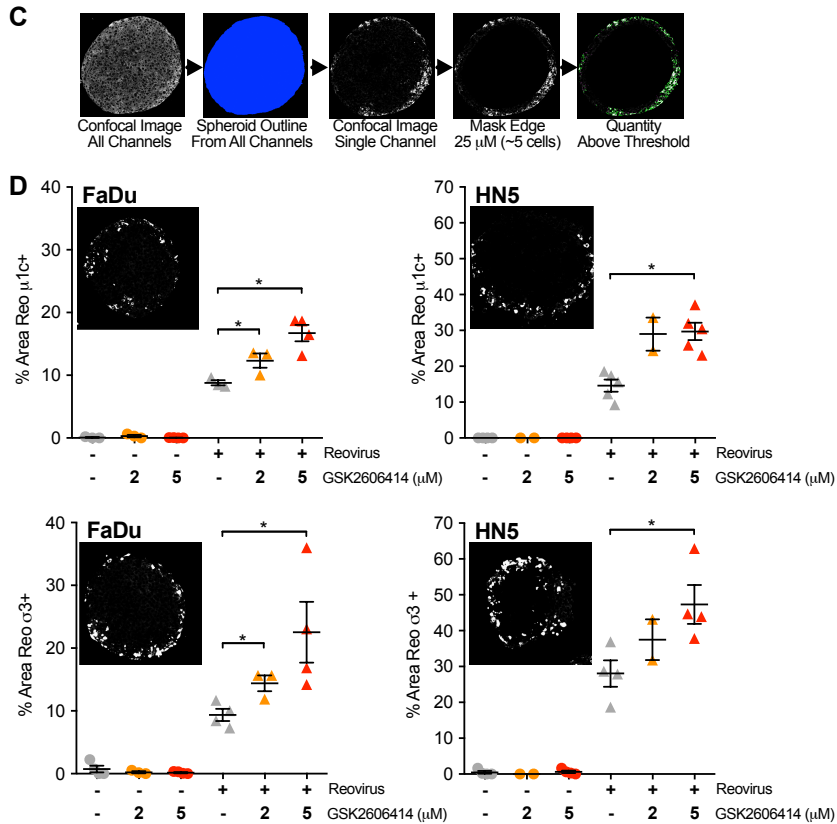 C
Confocal Image
All Channels
Spheroid Outline
From All Channels
Confocal Image
Single Channel
Mask Edge
25 μM (~5 cells)
Quantity
Above Threshold
D
FaDu
% Area Reo μ1c+
40
30
20
10
0
*
*
- - - + + + Reovirus
- 2 5 - 2 5 GSK2606414 (μM)
HN5
% Area Reo μ1c+
70
60
50
40
30
20
10
0
*
- - - + + + Reovirus
- 2 5 - 2 5 GSK2606414 (μM)
FaDu
% Area Reo σ3+
40
30
20
10
0
*
*
- - - + + + Reovirus
- 2 5 - 2 5 GSK2606414 (μM)
HN5
% Area Reo σ3 +
70
60
50
40
30
20
10
0
*
- - - + + + Reovirus
- 2 5 - 2 5 GSK2606414 (μM)